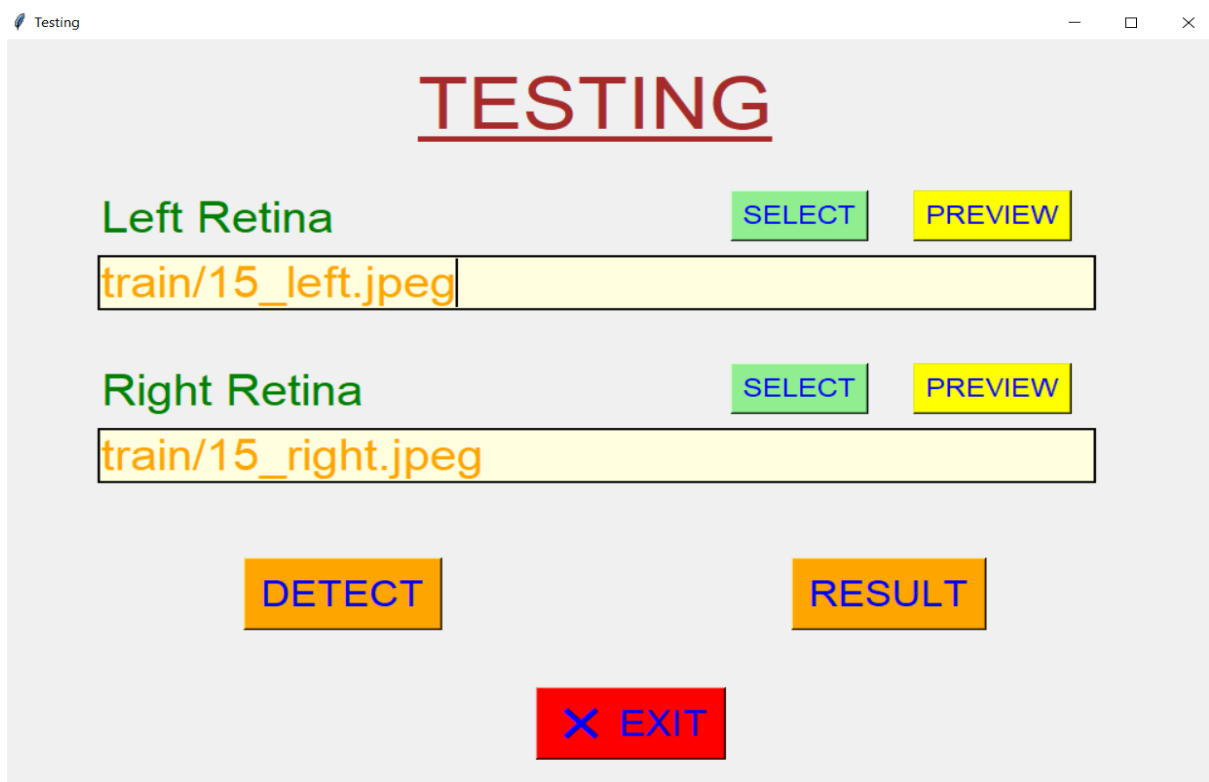 Testing
TESTING
Left Retina SELECT PREVIEW
train/15_left.jpeg
Right Retina SELECT PREVIEW
train/15_right.jpeg
DETECT RESULT
EXIT